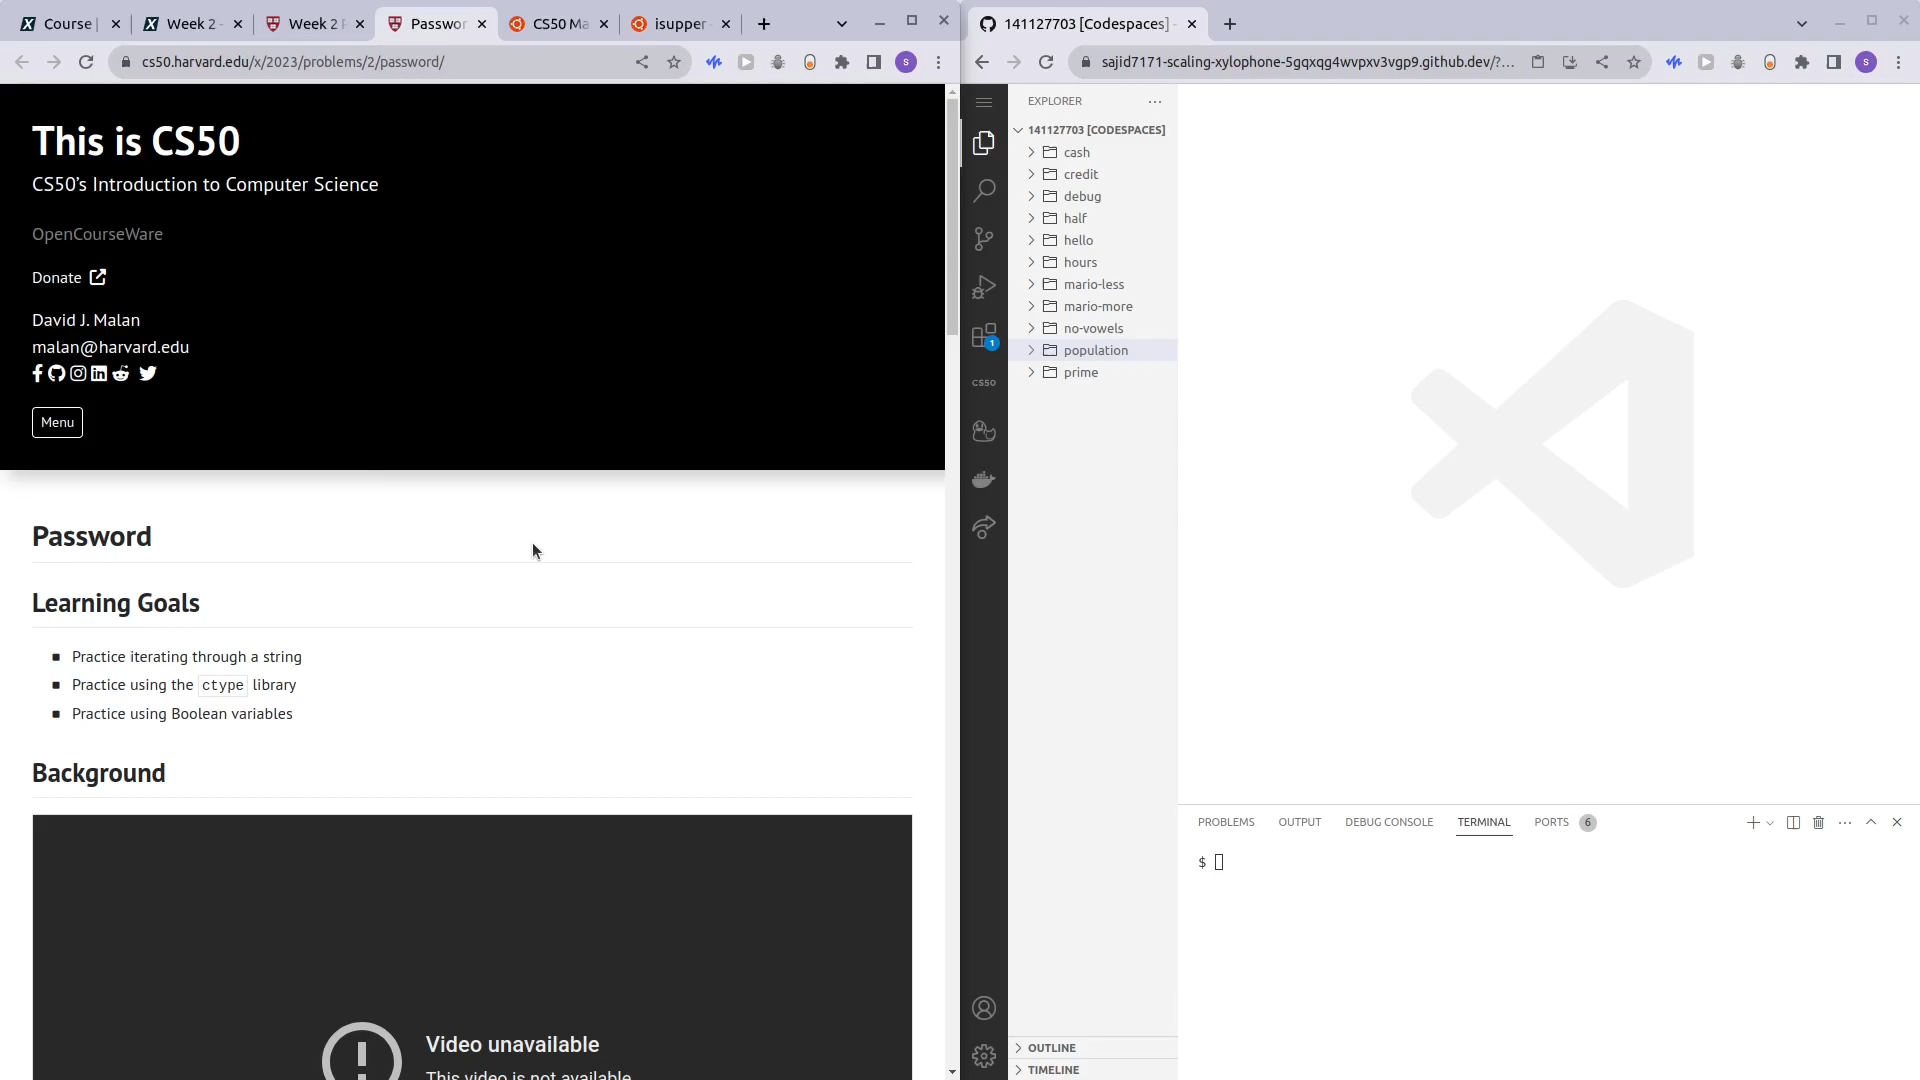 Course
Week 2 -
Week 2 P
Passwor
CS50 Ma
isupper
cs50.harvard.edu/x/2023/problems/2/password/
S
This is CS50
CS50's Introduction to Computer Science
OpenCourseWare
Donate
David J. Malan
malan@harvard.edu
Menu
Password
Learning Goals
Practice iterating through a string
Practice using the ctype library
Practice using Boolean variables
Background
Video unavailable
This video is not available
141127703 [Codespaces] -
sajid7171-scaling-xylophone-5gqxqg4wvpxv3vgp9.github.dev/?...
S
EXPLORER
141127703 [CODESPACES]
cash
credit
debug
half
hello
hours
mario-less
mario-more
no-vowels
population
prime
1
CS50
OUTLINE
TIMELINE
PROBLEMS OUTPUT DEBUG CONSOLE TERMINAL PORTS 6
$